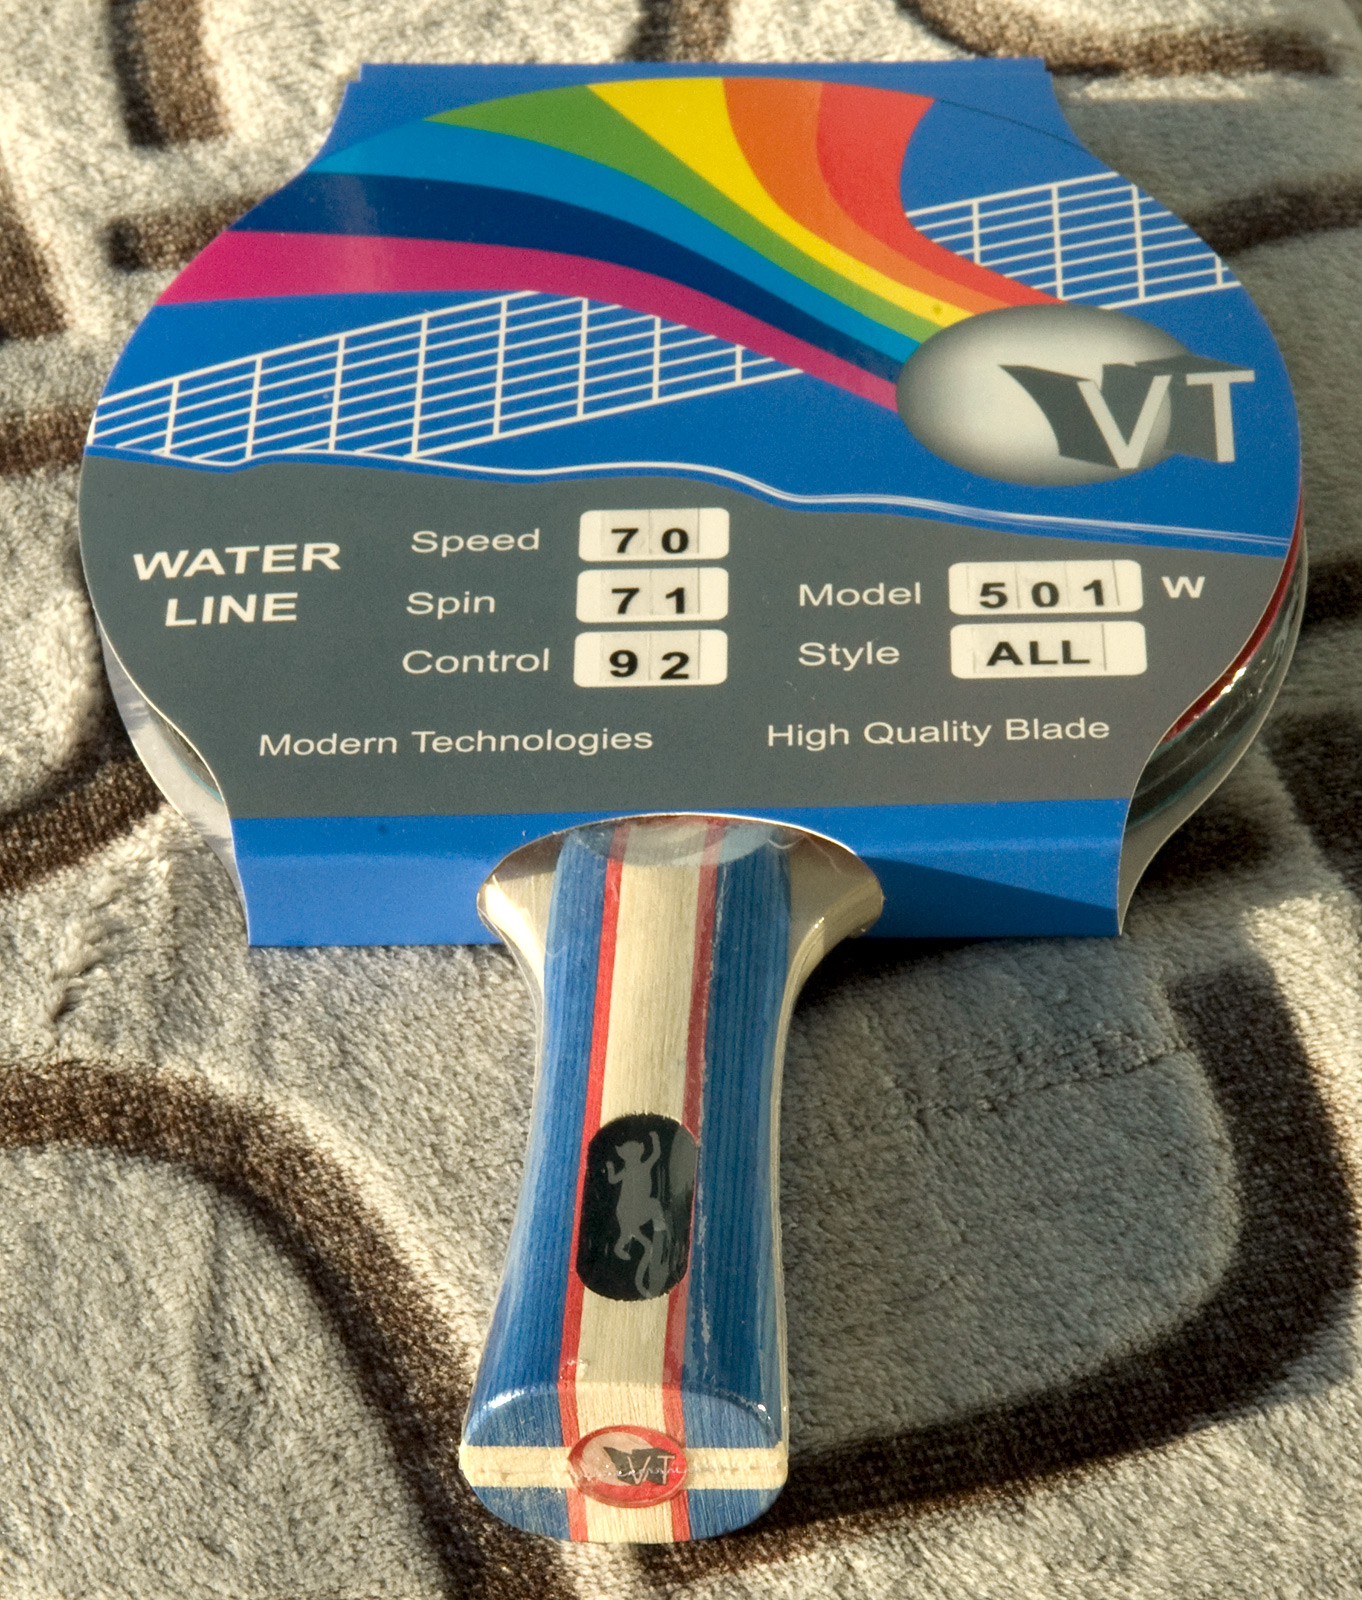 VT
WATER
LINE
Speed 70
Spin 71
Control 92
Model 501 W
Style ALL
Modern Technologies
High Quality Blade
VT